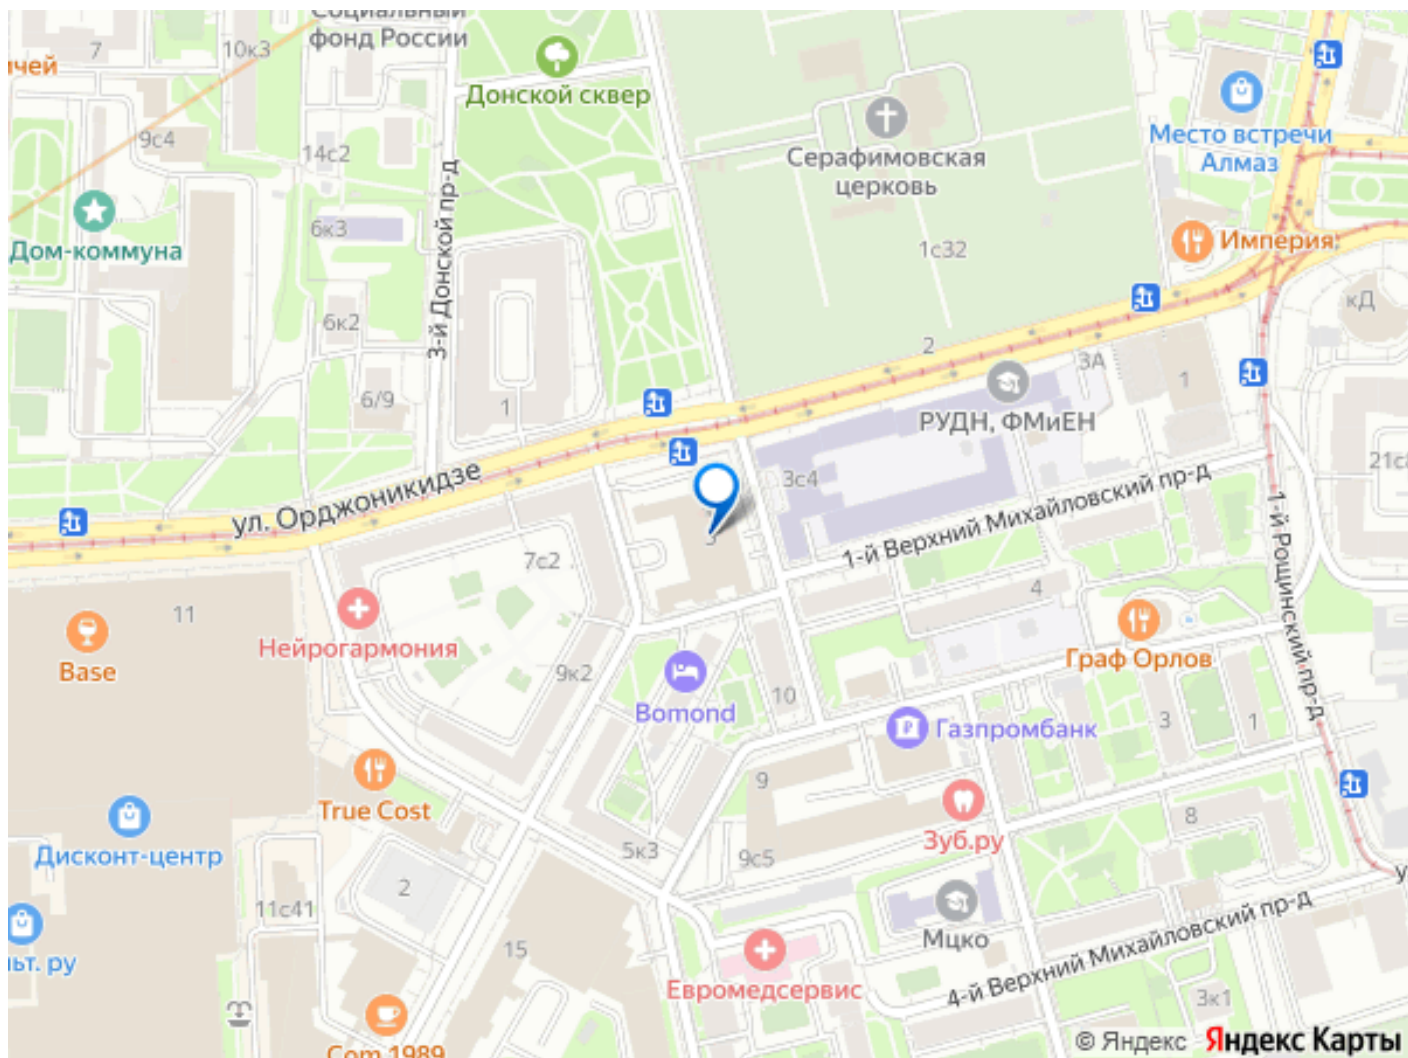 Социальный
фонд России
7
10к3
ичей
Донской сквер
9с4
14с2
3-й Донской пр-д
Дом-коммуна
6к3
6к2
6/9
1
Серафимовская
церковь
1с32
Место встречи
Алмаз
Империя
кД
2
3А
1
РУДН, ФМиЕН
3с4
21с
ул. Орджоникидзе
1-й Верхний Михайловский пр-д
1-й Рощинский пр-д
7с2
11
Base
Нейрогармония
9к2
Bomond
10
4
Граф Орлов
Газпромбанк
3
1
True Cost
9
Зуб.ру
8
Дисконт-центр
5к3
9с5
2
11с41
15
Мцко
4-й Верхний Михайловский пр-д
ьт. ру
Евромедсервис
3к1
Com 1989
© Яндекс Яндекс Карты